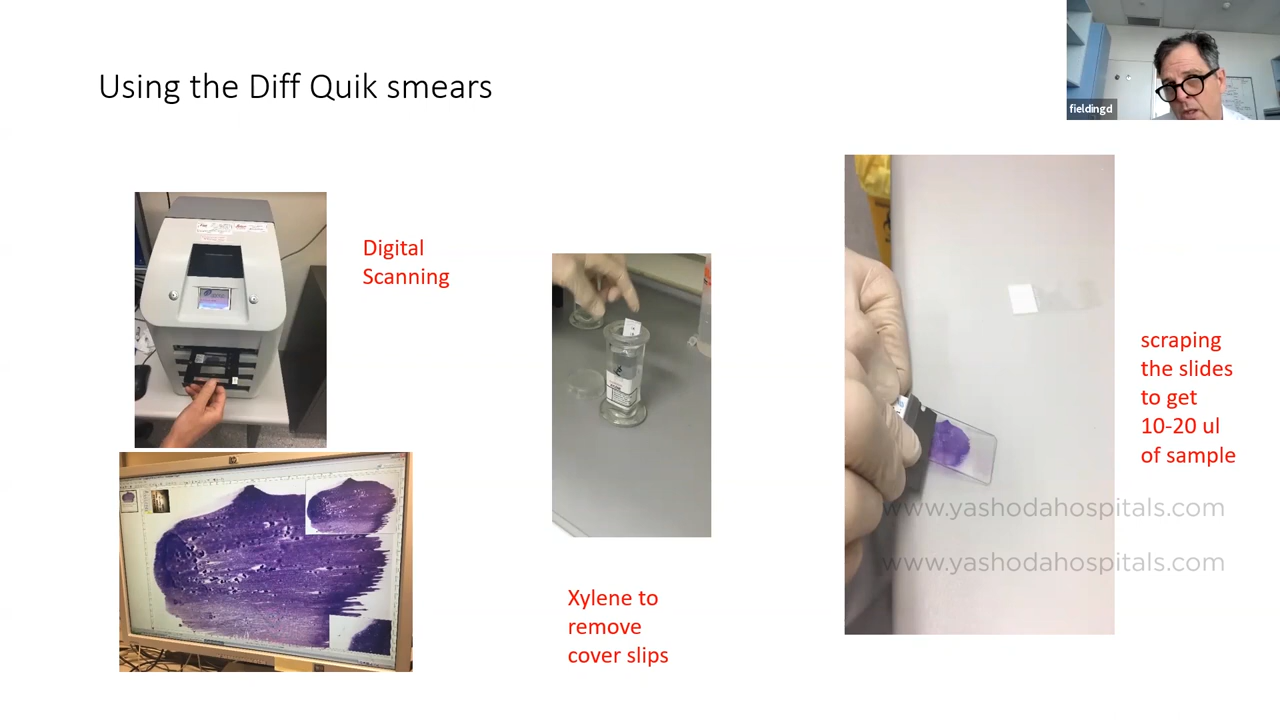 Using the Diff Quik smears
fieldingd
Digital
Scanning
Xylene to
remove
cover slips
scraping
the slides
to get
10-20 ul
of sample
www.yashodahospitals.com
www.yashodahospitals.com